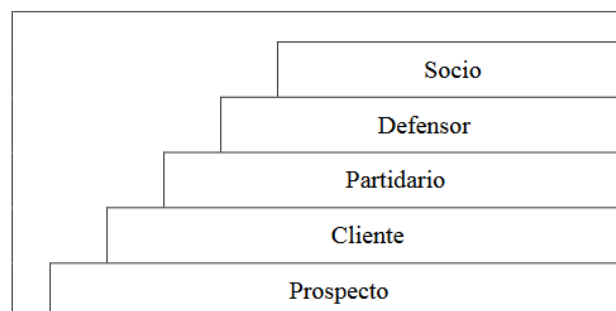 Socio
Defensor
Partidario
Cliente
Prospecto